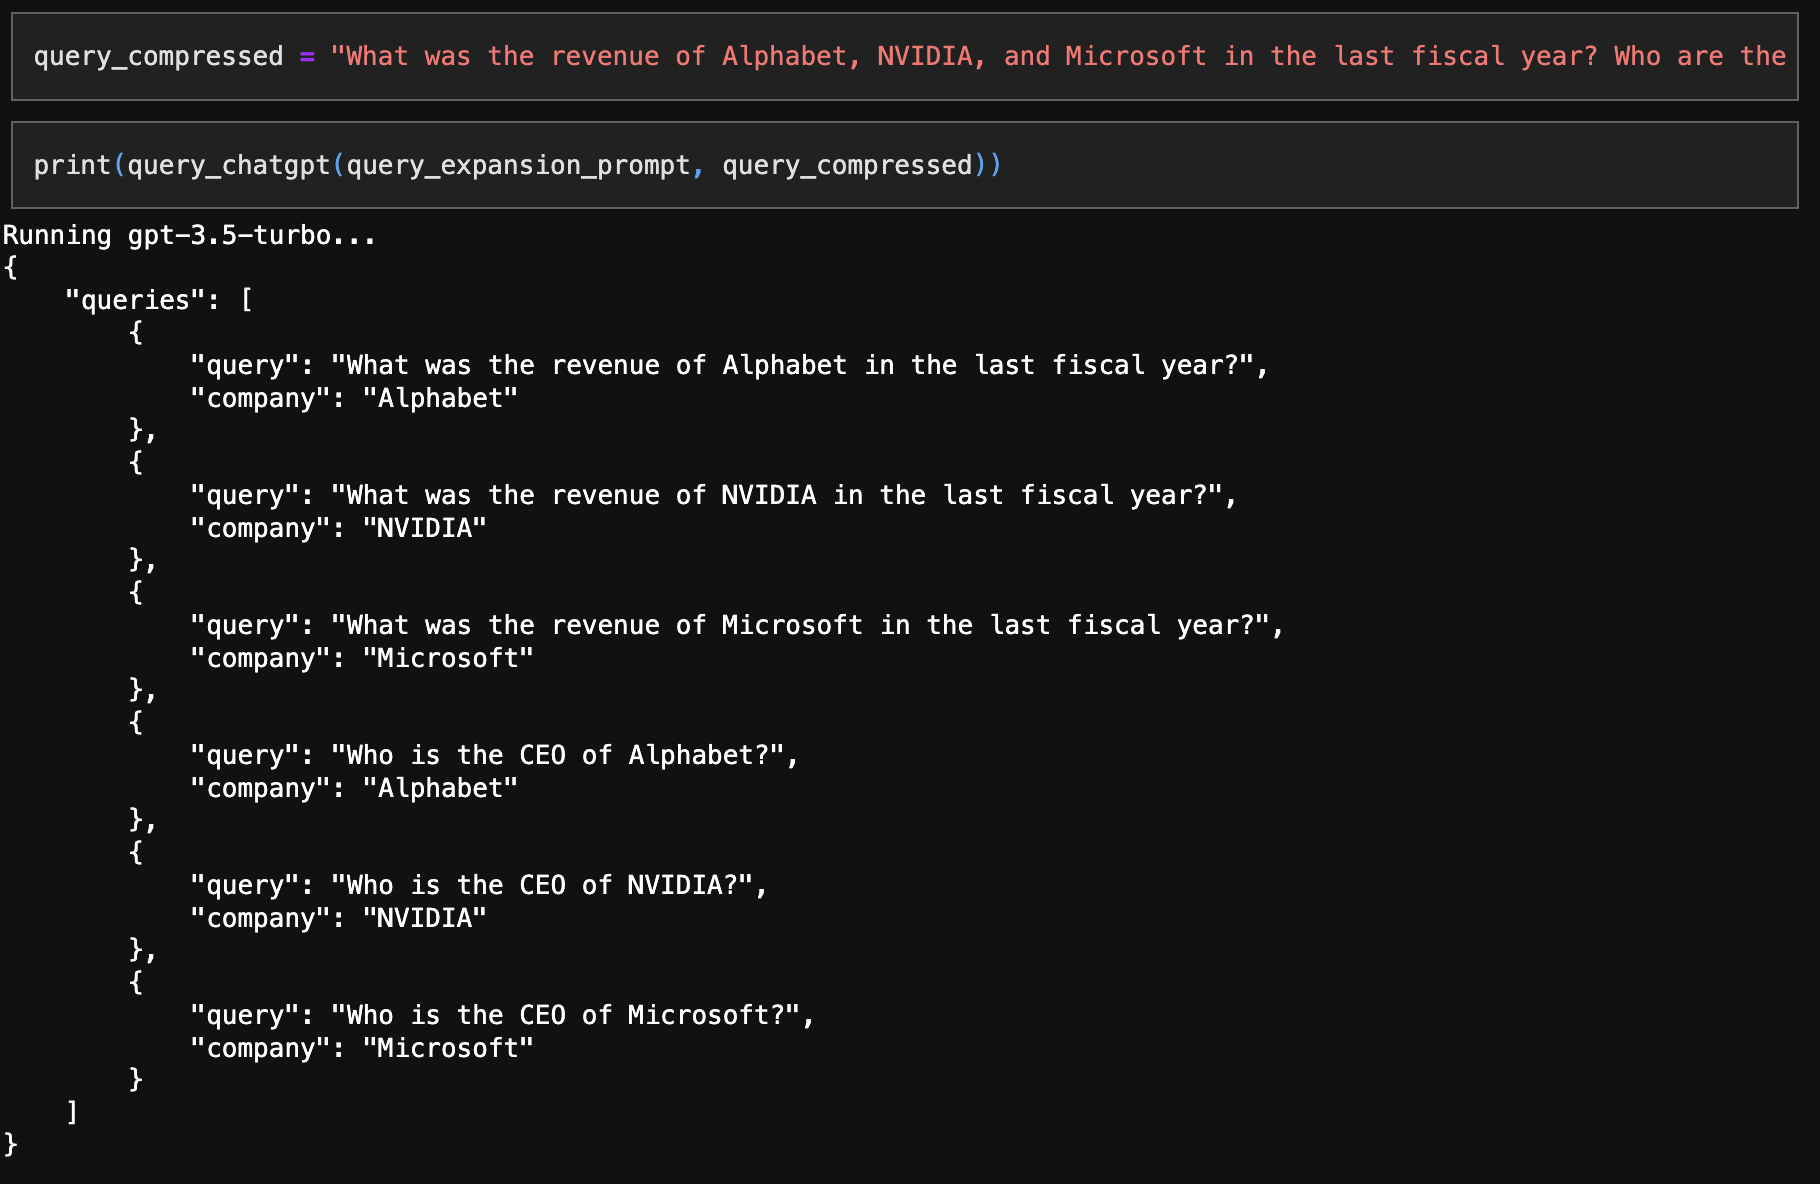 query_compressed = "What was the revenue of Alphabet, NVIDIA, and Microsoft in the last fiscal year? Who are the
print(query_chatgpt(query_expansion_prompt, query_compressed))
Running gpt-3.5-turbo...
{
    "queries": [
        {
            "query": "What was the revenue of Alphabet in the last fiscal year?",
            "company": "Alphabet"
        },
        {
            "query": "What was the revenue of NVIDIA in the last fiscal year?",
            "company": "NVIDIA"
        },
        {
            "query": "What was the revenue of Microsoft in the last fiscal year?",
            "company": "Microsoft"
        },
        {
            "query": "Who is the CEO of Alphabet?",
            "company": "Alphabet"
        },
        {
            "query": "Who is the CEO of NVIDIA?",
            "company": "NVIDIA"
        },
        {
            "query": "Who is the CEO of Microsoft?",
            "company": "Microsoft"
        }
    ]
}